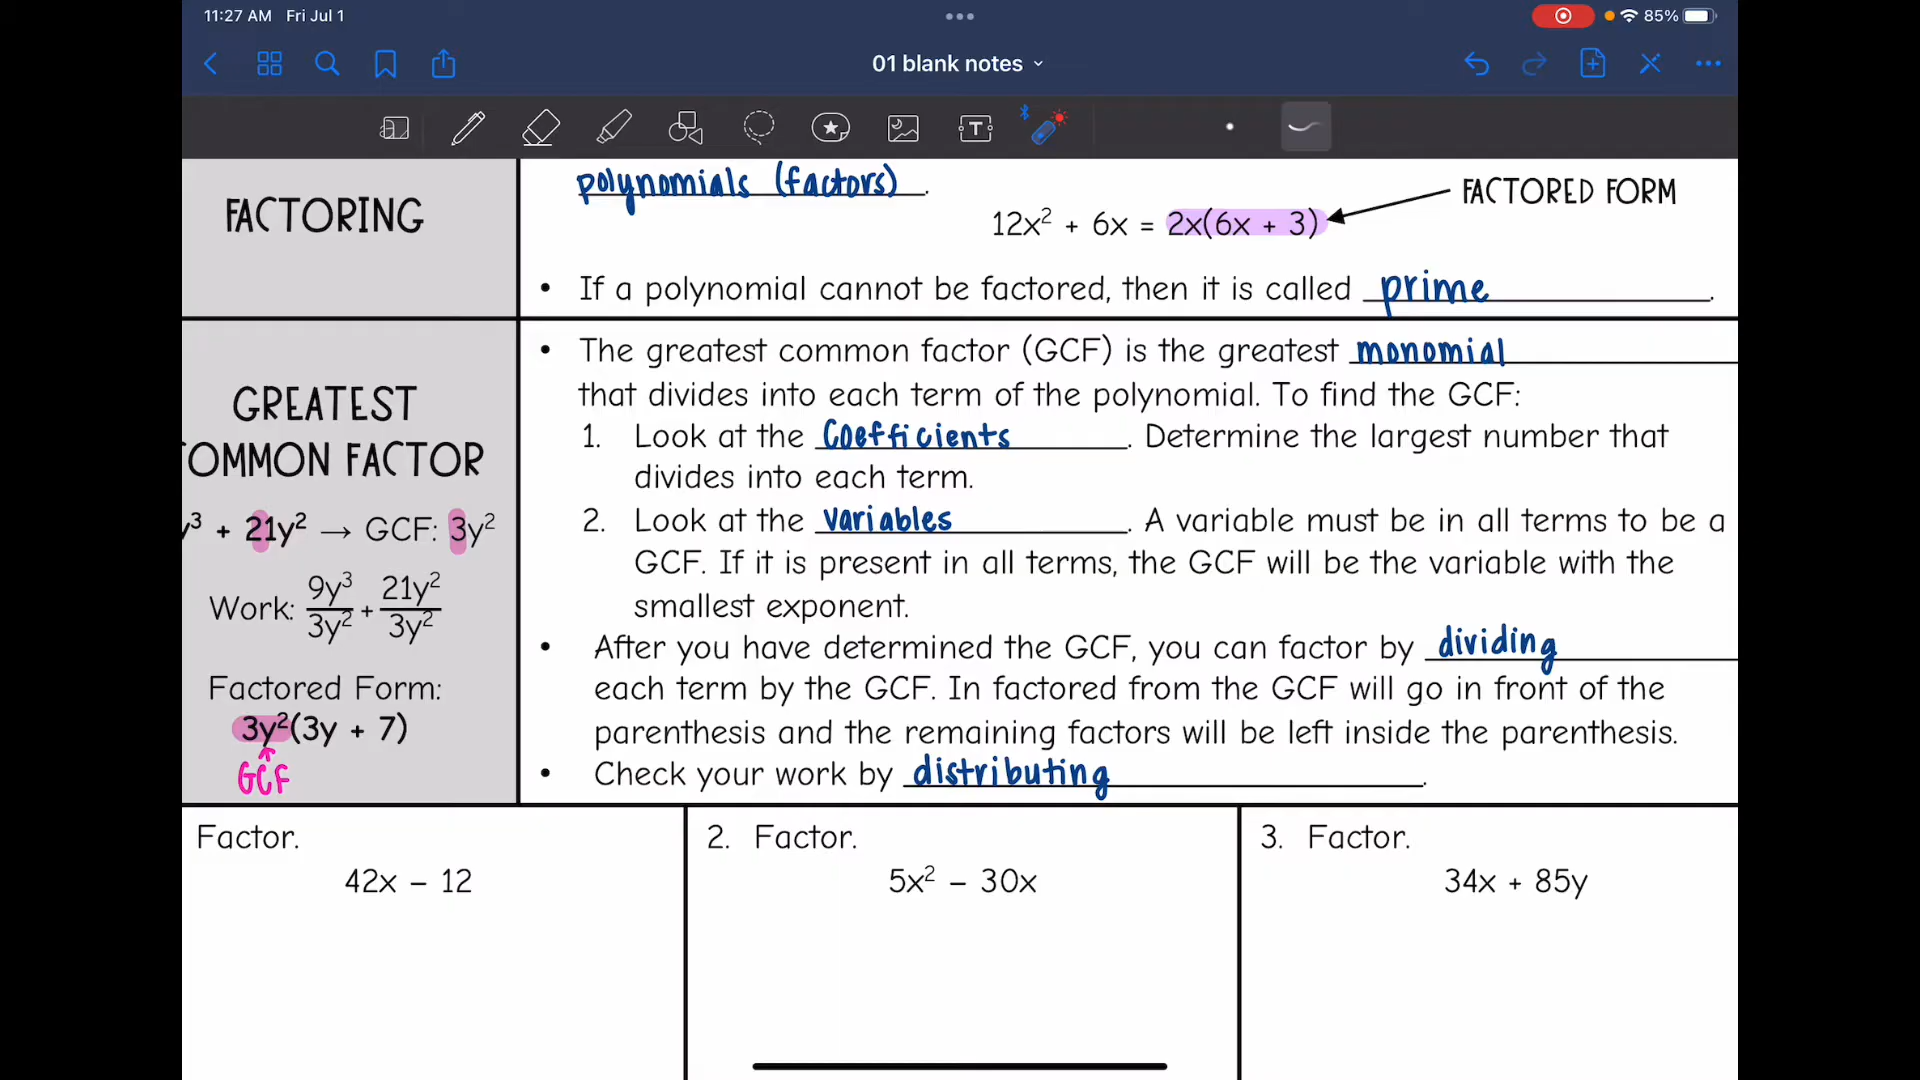 11:27 AM Fri Jul 1
85%
01 blank notes
FACTORING
polynomials (factors).
12x² + 6x = 2x(6x + 3)
FACTORED FORM
• If a polynomial cannot be factored, then it is called prime.
GREATEST
OMMON FACTOR
y³ + 21y² → GCF: 3y²
Work: 9y³/3y² + 21y²/3y²
Factored Form:
3y²(3y + 7)
GCF
• The greatest common factor (GCF) is the greatest monomial
that divides into each term of the polynomial. To find the GCF:
1. Look at the Coefficients. Determine the largest number that
divides into each term.
2. Look at the variables. A variable must be in all terms to be a
GCF. If it is present in all terms, the GCF will be the variable with the
smallest exponent.
• After you have determined the GCF, you can factor by dividing
each term by the GCF. In factored from the GCF will go in front of the
parenthesis and the remaining factors will be left inside the parenthesis.
• Check your work by distributing.
Factor.
42x – 12
2. Factor.
5x² – 30x
3. Factor.
34x + 85y